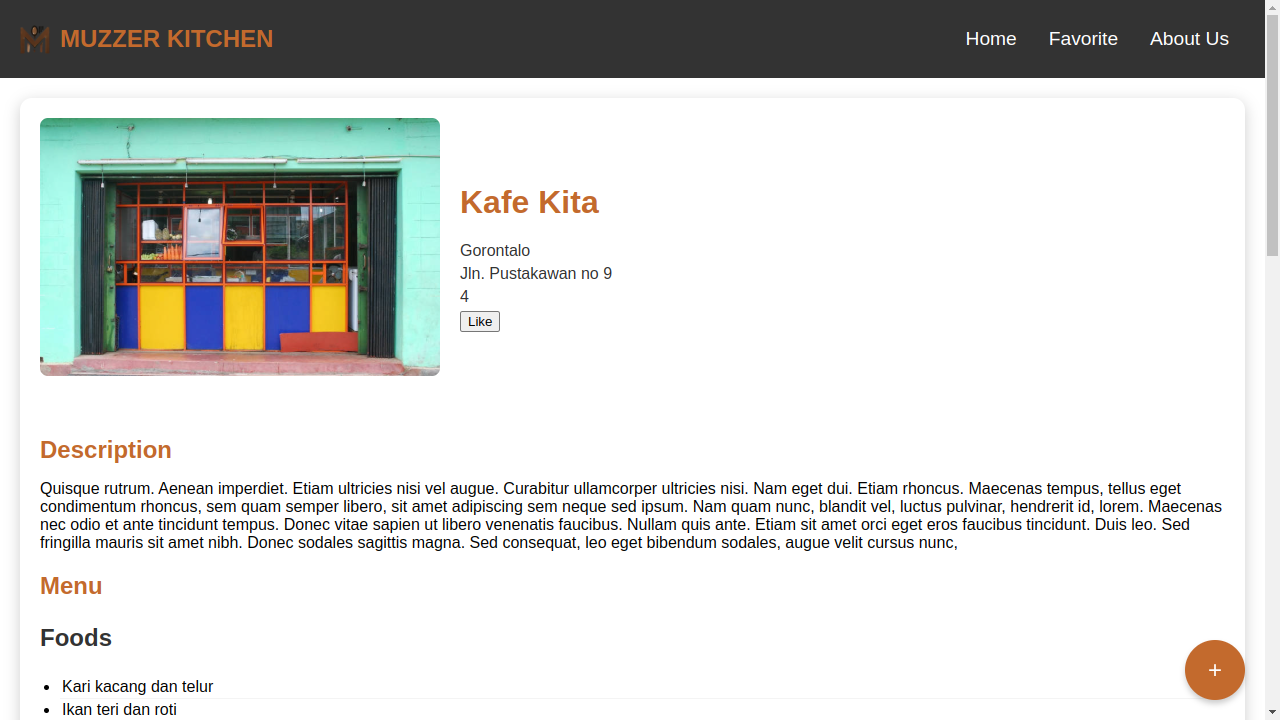 MUZZER KITCHEN
Home
Favorite
About Us
Kafe Kita
Gorontalo
Jln. Pustakawan no 9
4
Like
Description
Quisque rutrum. Aenean imperdiet. Etiam ultricies nisi vel augue. Curabitur ullamcorper ultricies nisi. Nam eget dui. Etiam rhoncus. Maecenas tempus, tellus eget
condimentum rhoncus, sem quam semper libero, sit amet adipiscing sem neque sed ipsum. Nam quam nunc, blandit vel, luctus pulvinar, hendrerit id, lorem. Maecenas
nec odio et ante tincidunt tempus. Donec vitae sapien ut libero venenatis faucibus. Nullam quis ante. Etiam sit amet orci eget eros faucibus tincidunt. Duis leo. Sed
fringilla mauris sit amet nibh. Donec sodales sagittis magna. Sed consequat, leo eget bibendum sodales, augue velit cursus nunc,
Menu
Foods
Kari kacang dan telur
Ikan teri dan roti
+